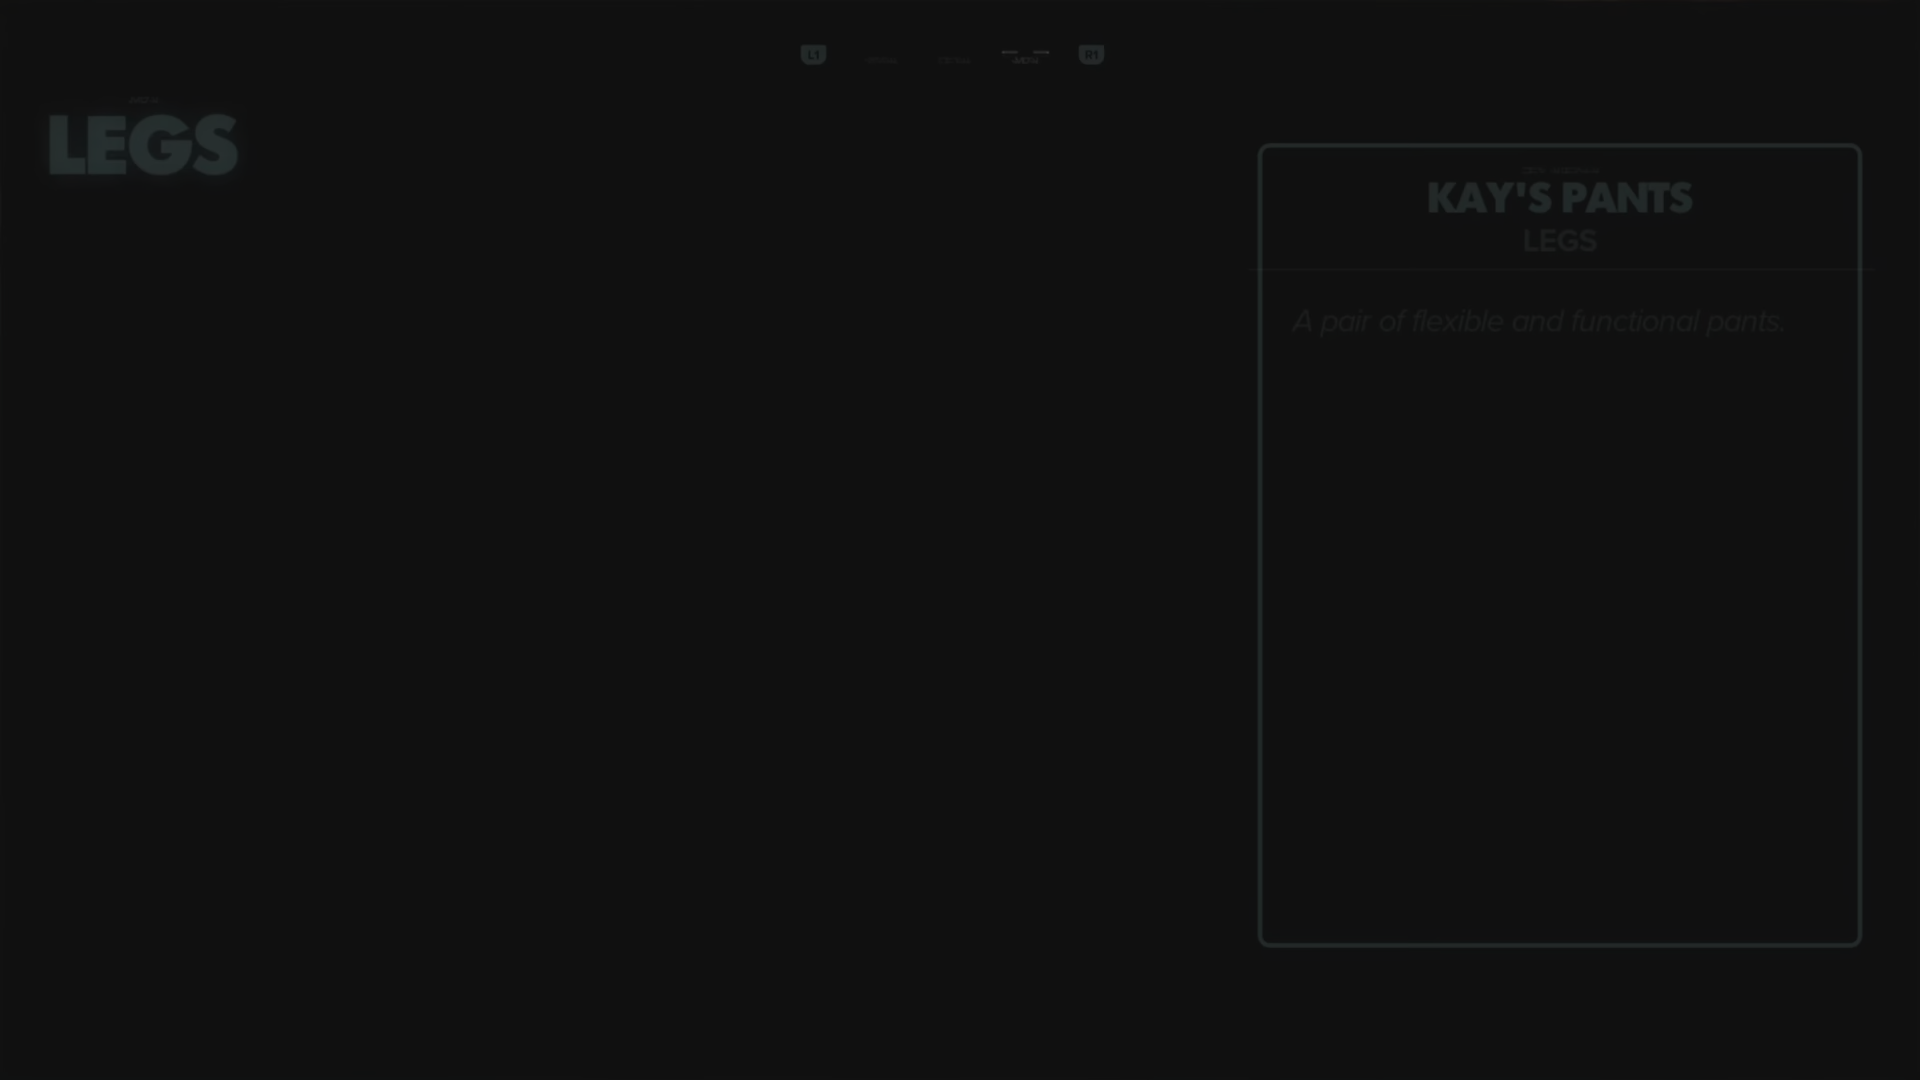 L1
R1
LEGS
KAY'S PANTS
LEGS
A pair of flexible and functional pants.